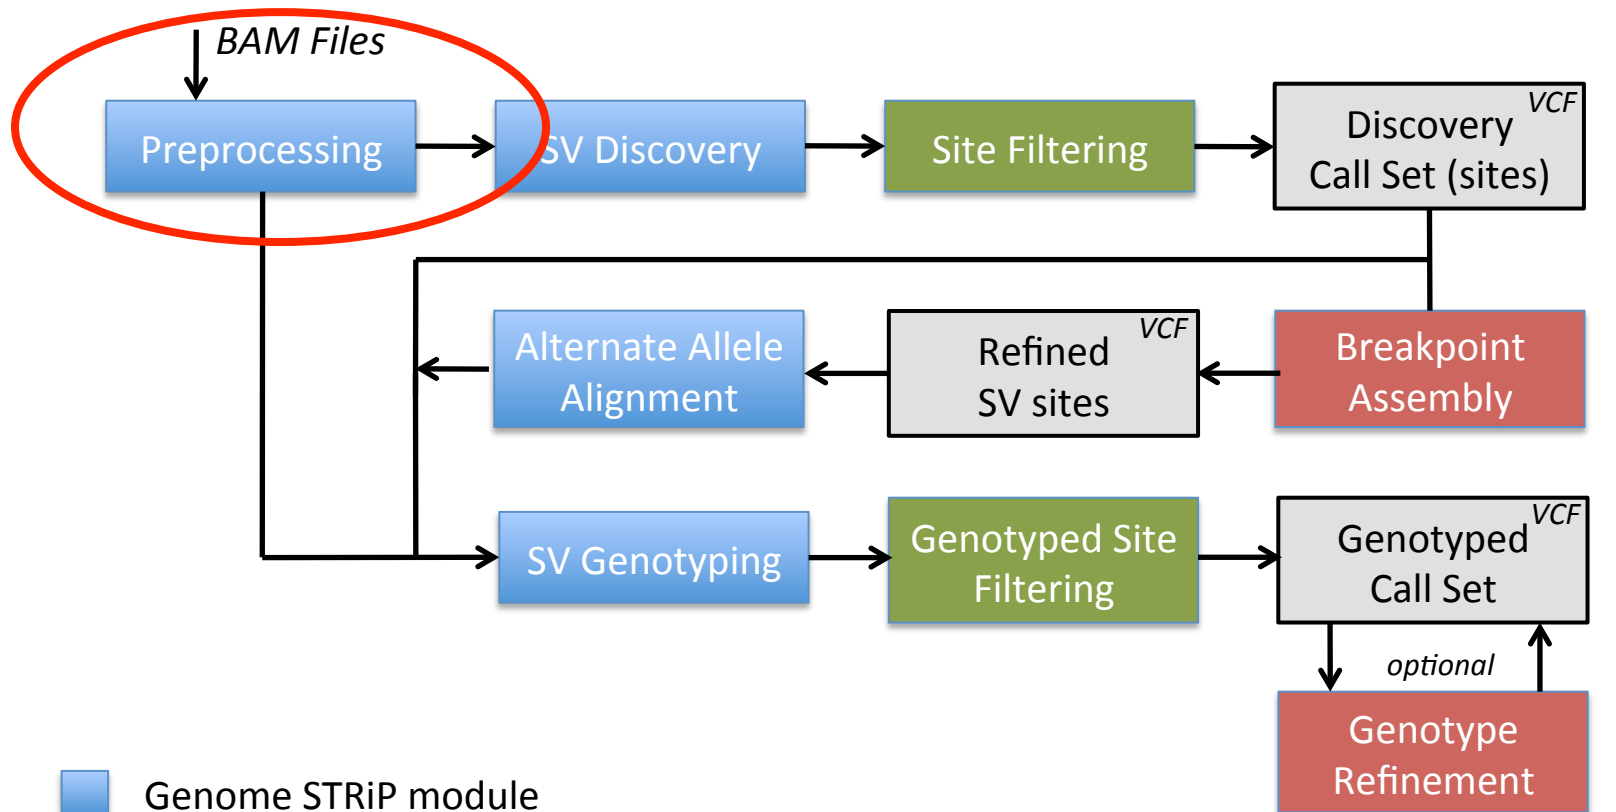 BAM Files
Preprocessing
SV Discovery
Site Filtering
VCF
Discovery
Call Set (sites)
Alternate Allele
Alignment
VCF
Refined
SV sites
Breakpoint
Assembly
SV Genotyping
Genotyped Site
Filtering
VCF
Genotyped
Call Set
optional
Genotype
Refinement
Genome STRiP module